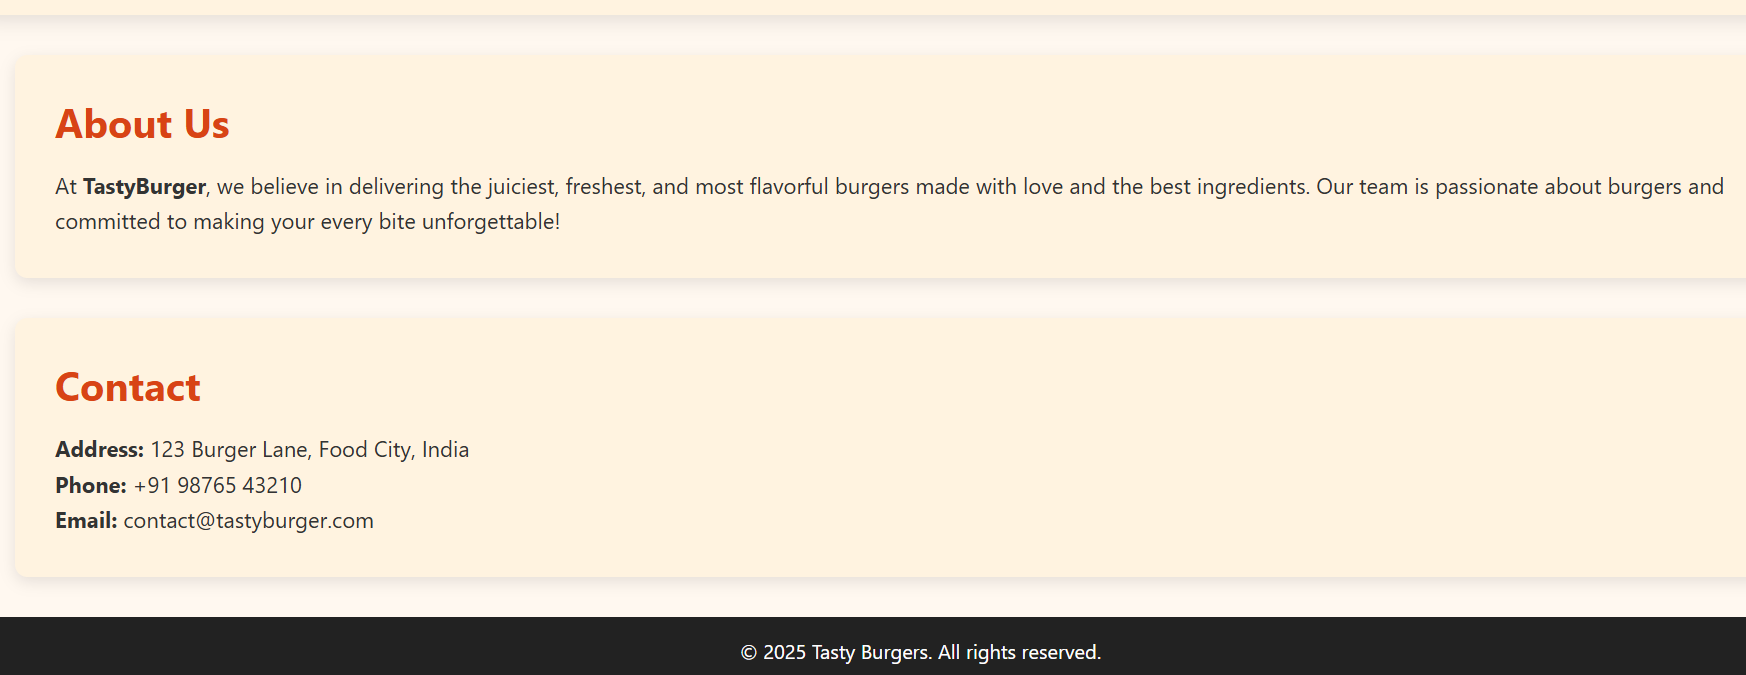 About Us
At TastyBurger, we believe in delivering the juiciest, freshest, and most flavorful burgers made with love and the best ingredients. Our team is passionate about burgers and
committed to making your every bite unforgettable!
Contact
Address: 123 Burger Lane, Food City, India
Phone: +91 98765 43210
Email: contact@tastyburger.com
© 2025 Tasty Burgers. All rights reserved.